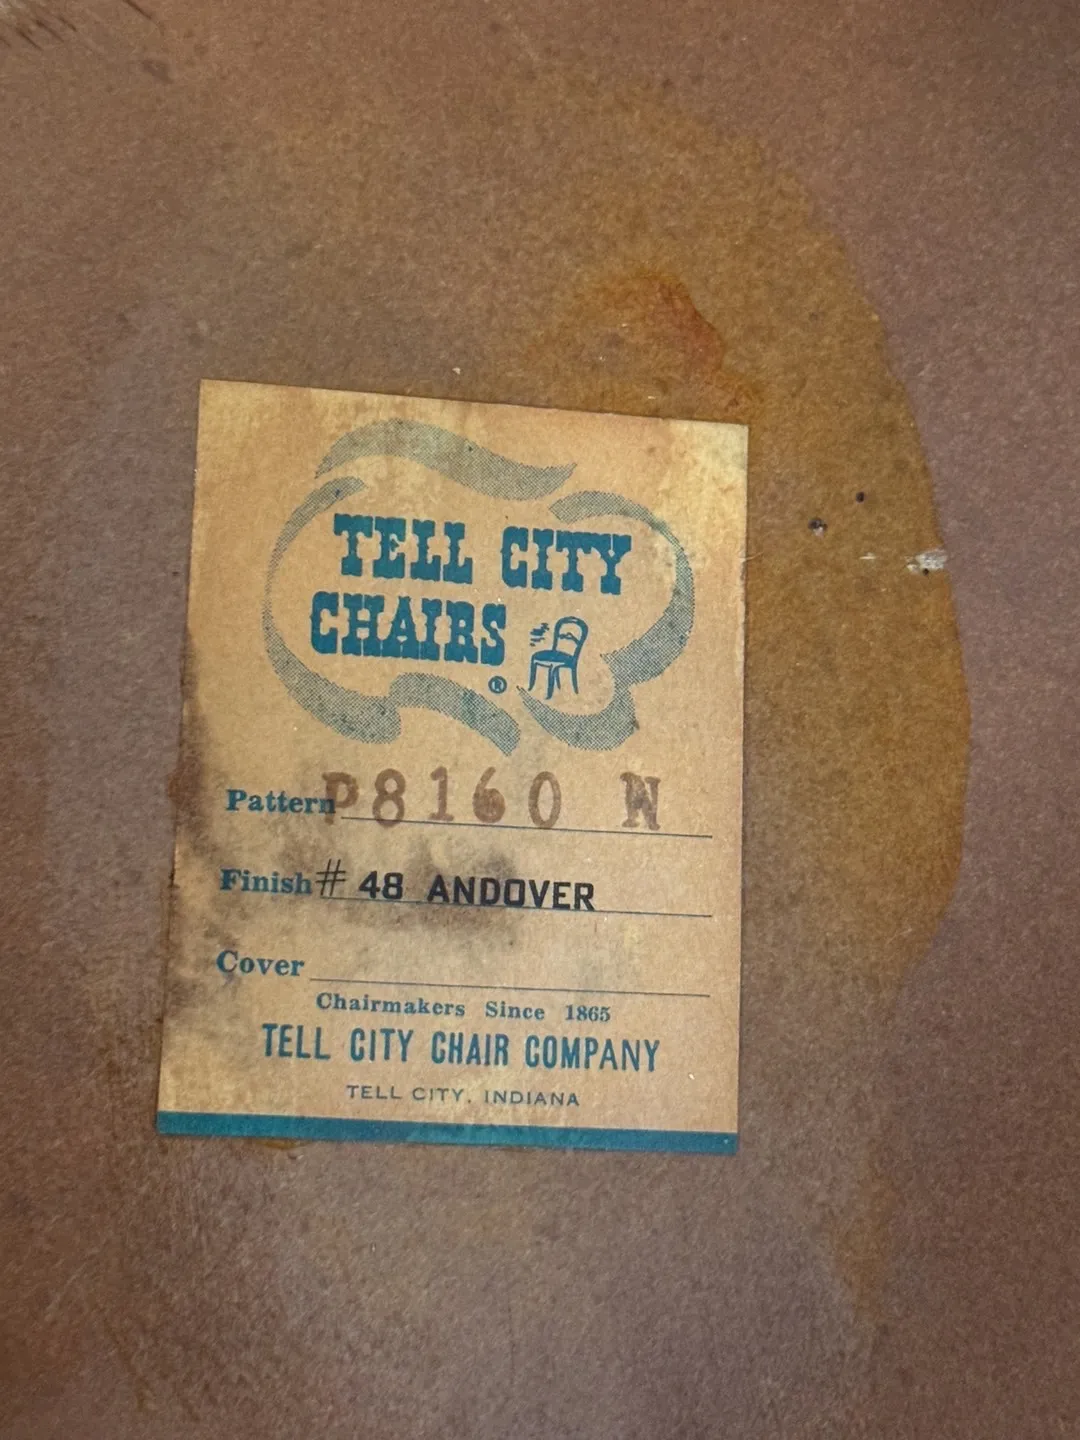 TELL CITY
CHAIRS
®
Pattern P8160 N
Finish # 48 ANDOVER
Cover
Chairmakers Since 1865
TELL CITY CHAIR COMPANY
TELL CITY, INDIANA